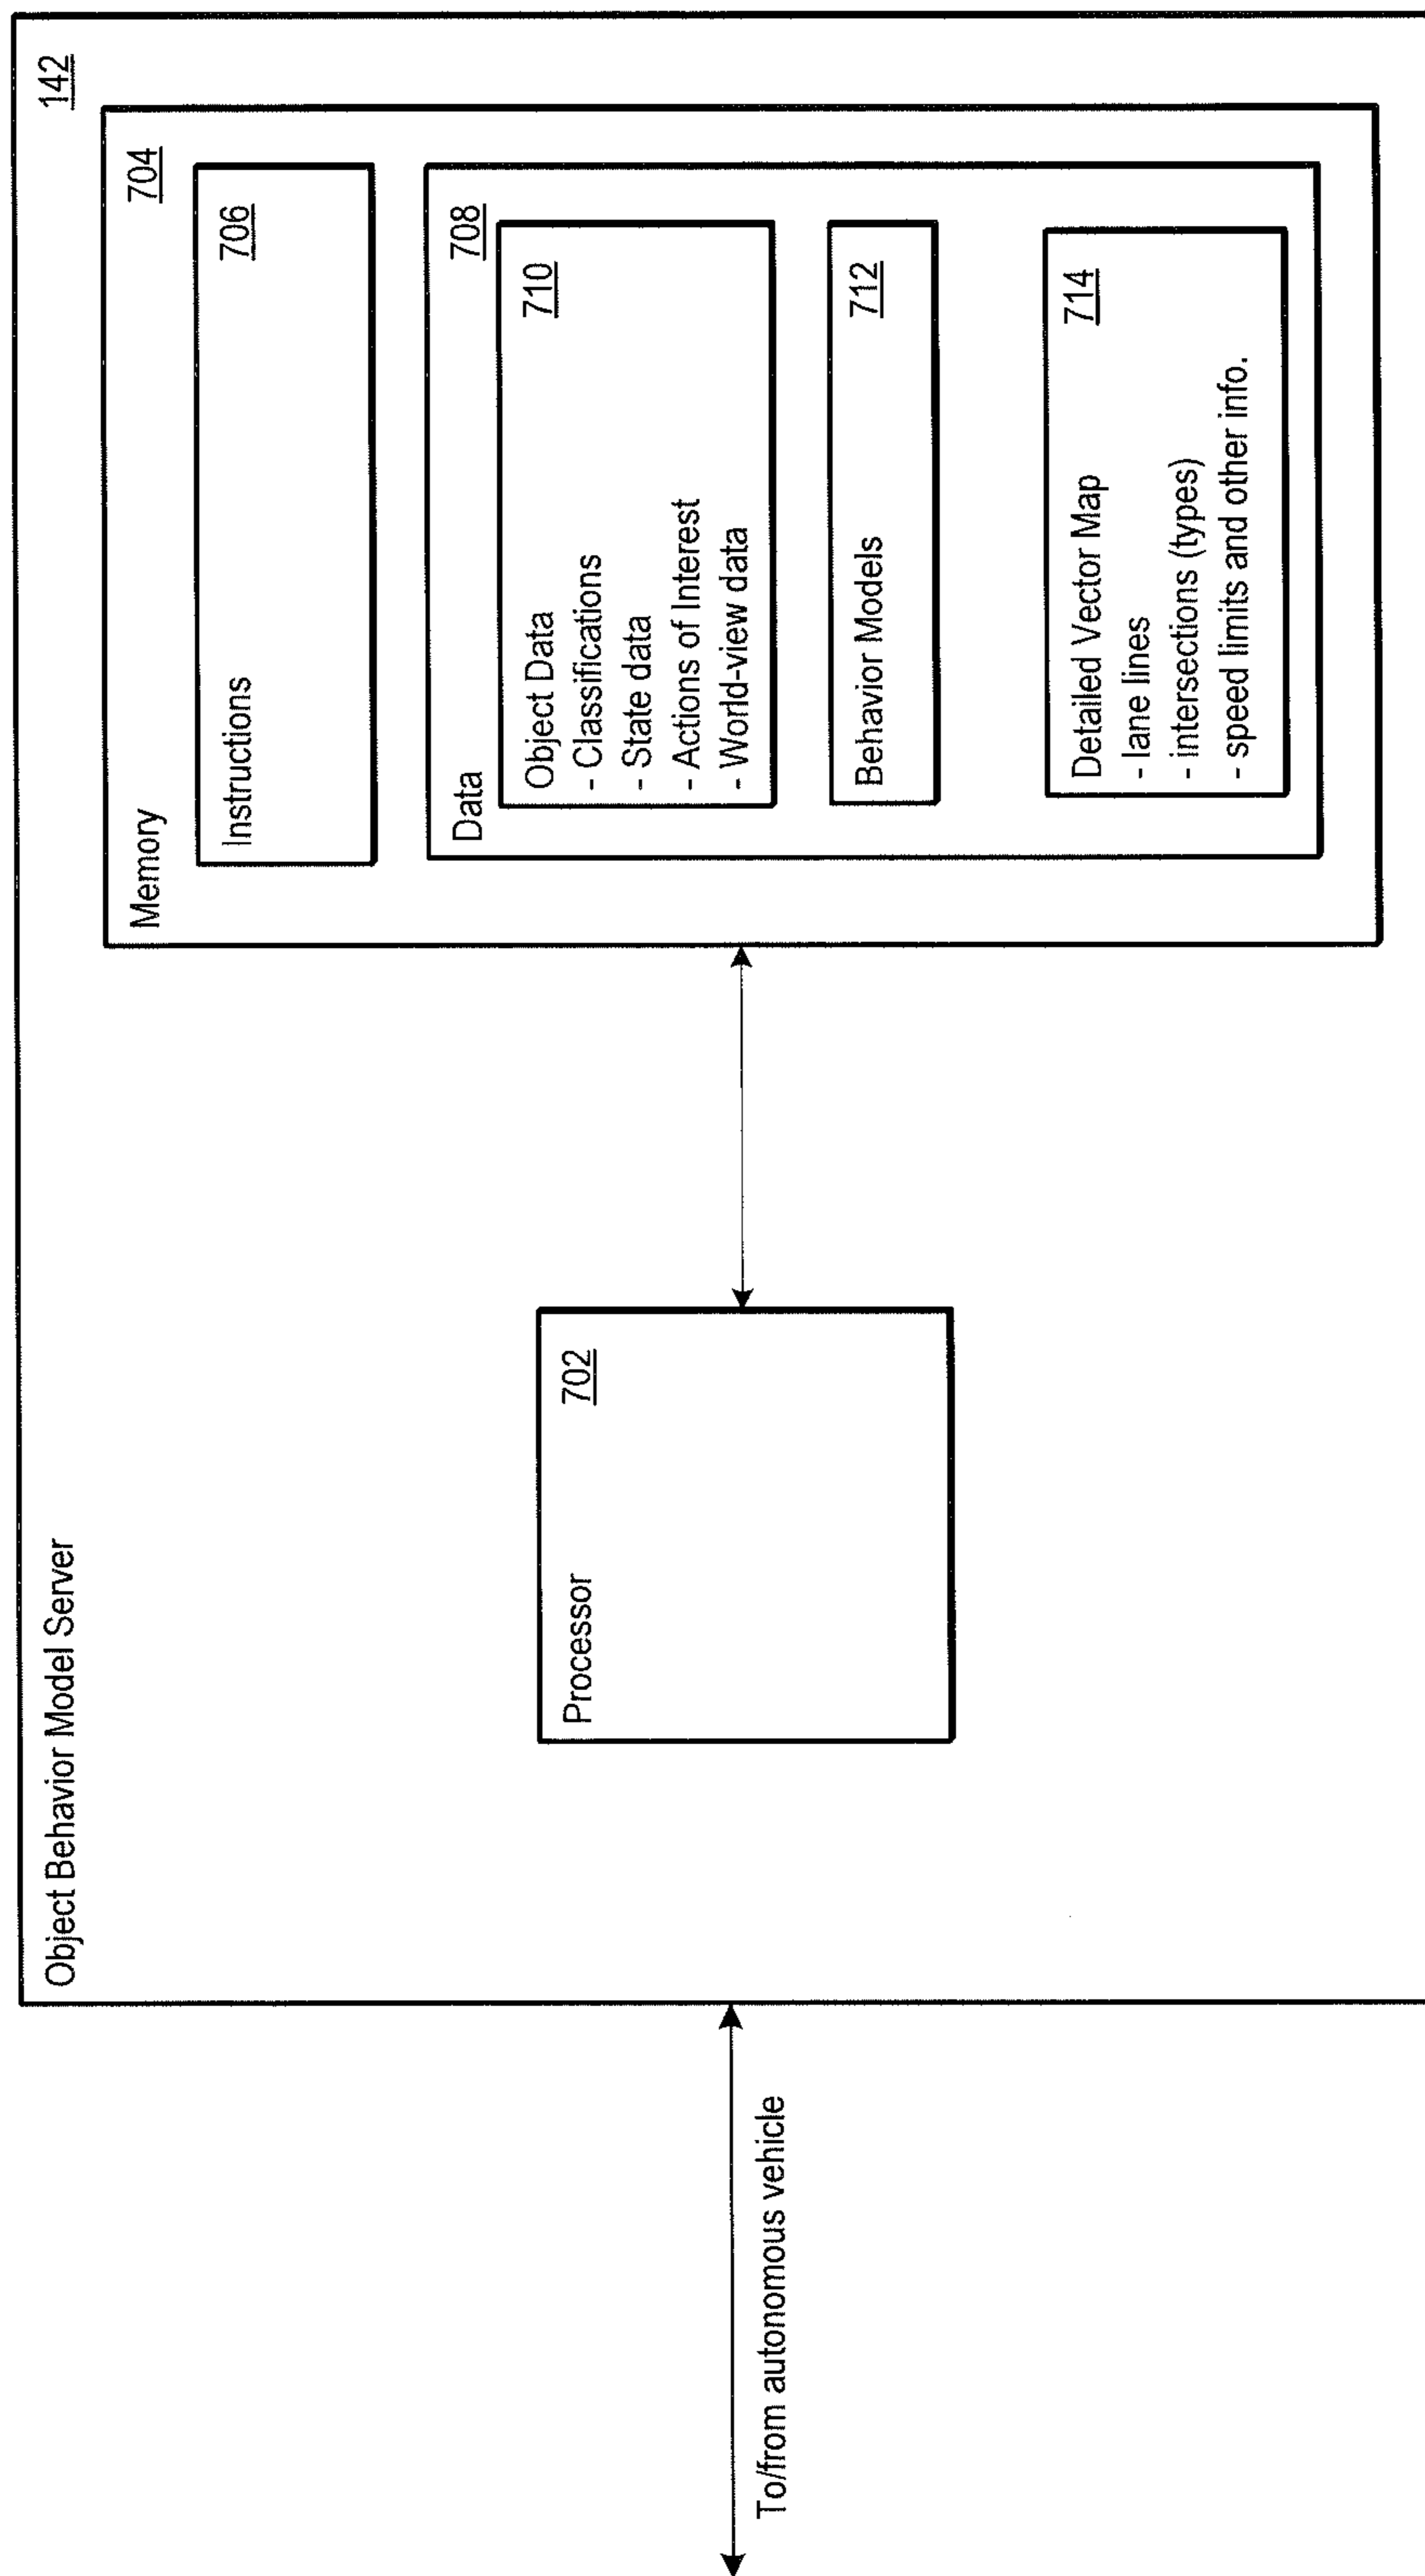 Object Behavior Model Server
142
Memory
704
Instructions
706
Data
708
Object Data
710
- Classifications
- State data
- Actions of Interest
- World-view data
Behavior Models
712
Detailed Vector Map
714
- lane lines
- intersections (types)
- speed limits and other info.
Processor
702
To/from autonomous vehicle